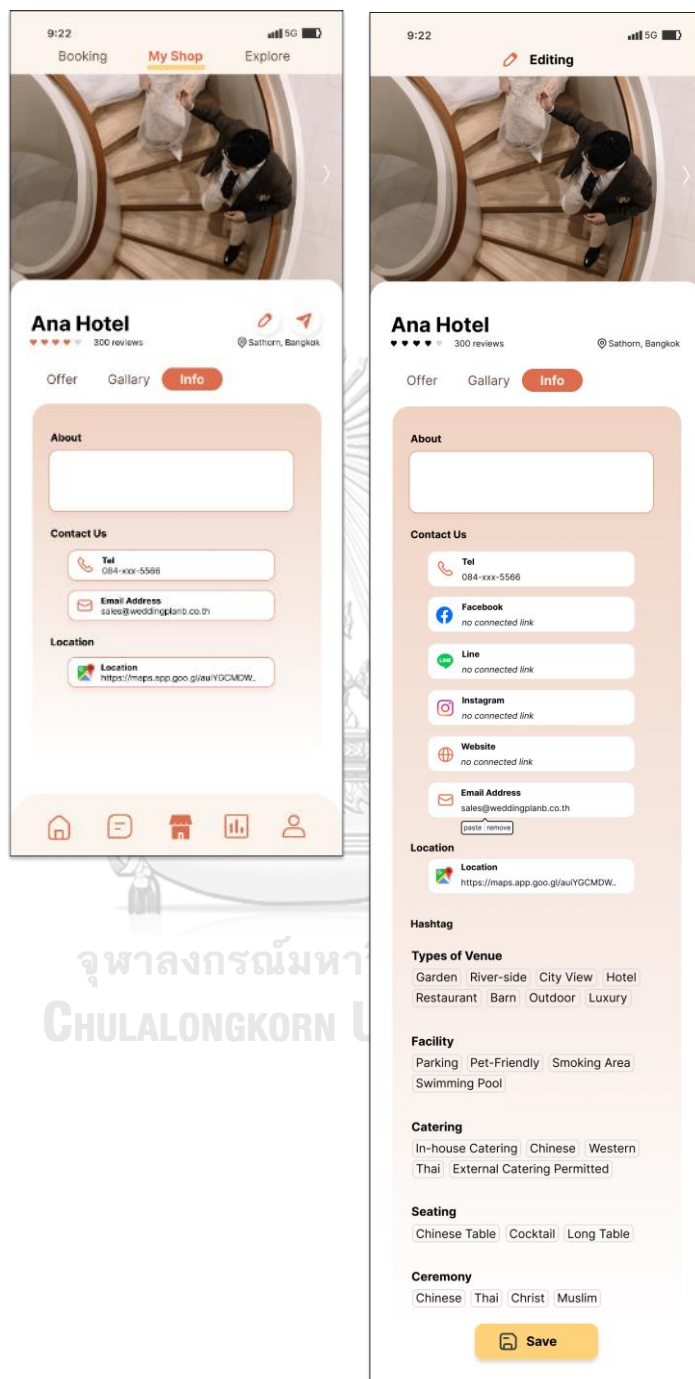 9:22
5G
Booking
My Shop
Explore
Ana Hotel
300 reviews
Sathorn, Bangkok
Offer
Gallary
Info
About
Contact Us
Tel
084-xxx-5566
Email Address
sales@weddingplanb.co.th
Location
Location
https://maps.app.goo.gl/auiYGCMDW..
9:22
5G
Editing
Ana Hotel
300 reviews
Sathorn, Bangkok
Offer
Gallary
Info
About
Contact Us
Tel
084-xxx-5566
Facebook
no connected link
LINE
Line
no connected link
Instagram
no connected link
Website
no connected link
Email Address
sales@weddingplanb.co.th
paste remove
Location
Location
https://maps.app.goo.gl/auiYGCMDW..
Hashtag
Types of Venue
Garden River-side City View Hotel
Restaurant Barn Outdoor Luxury
Facility
Parking Pet-Friendly Smoking Area
Swimming Pool
Catering
In-house Catering Chinese Western
Thai External Catering Permitted
Seating
Chinese Table Cocktail Long Table
Ceremony
Chinese Thai Christ Muslim
Save
จุฬาลงกรณ์มหา
CHULALONGKORN